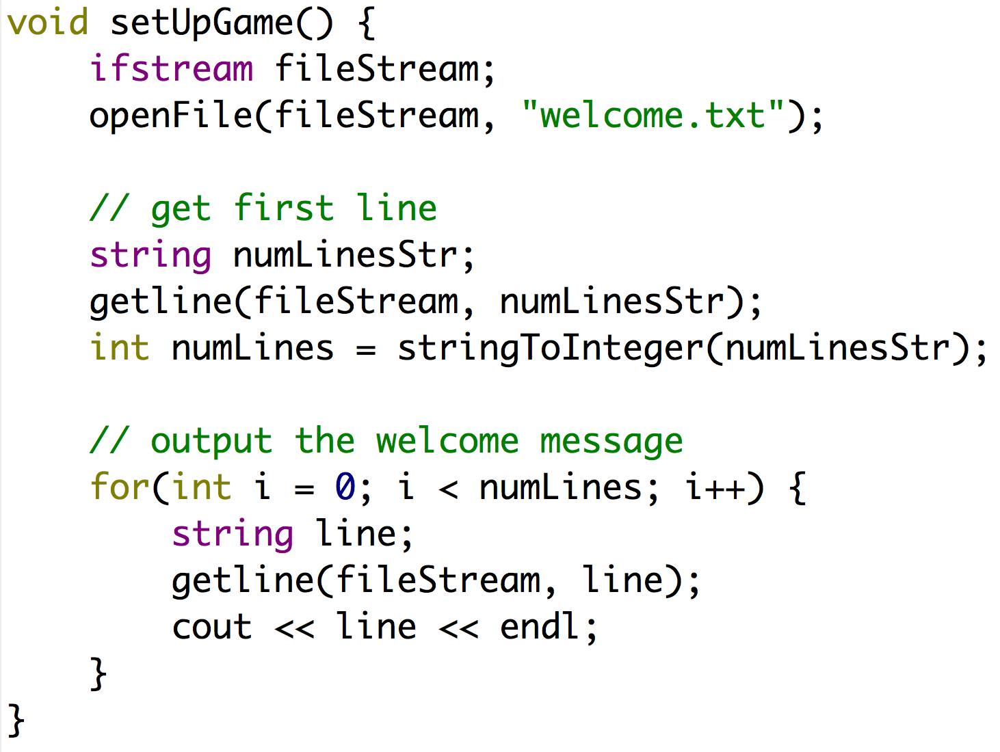 void setUpGame() {
    ifstream fileStream;
    openFile(fileStream, "welcome.txt");

    // get first line
    string numLinesStr;
    getline(fileStream, numLinesStr);
    int numLines = stringToInteger(numLinesStr);

    // output the welcome message
    for(int i = 0; i < numLines; i++) {
        string line;
        getline(fileStream, line);
        cout << line << endl;
    }
}